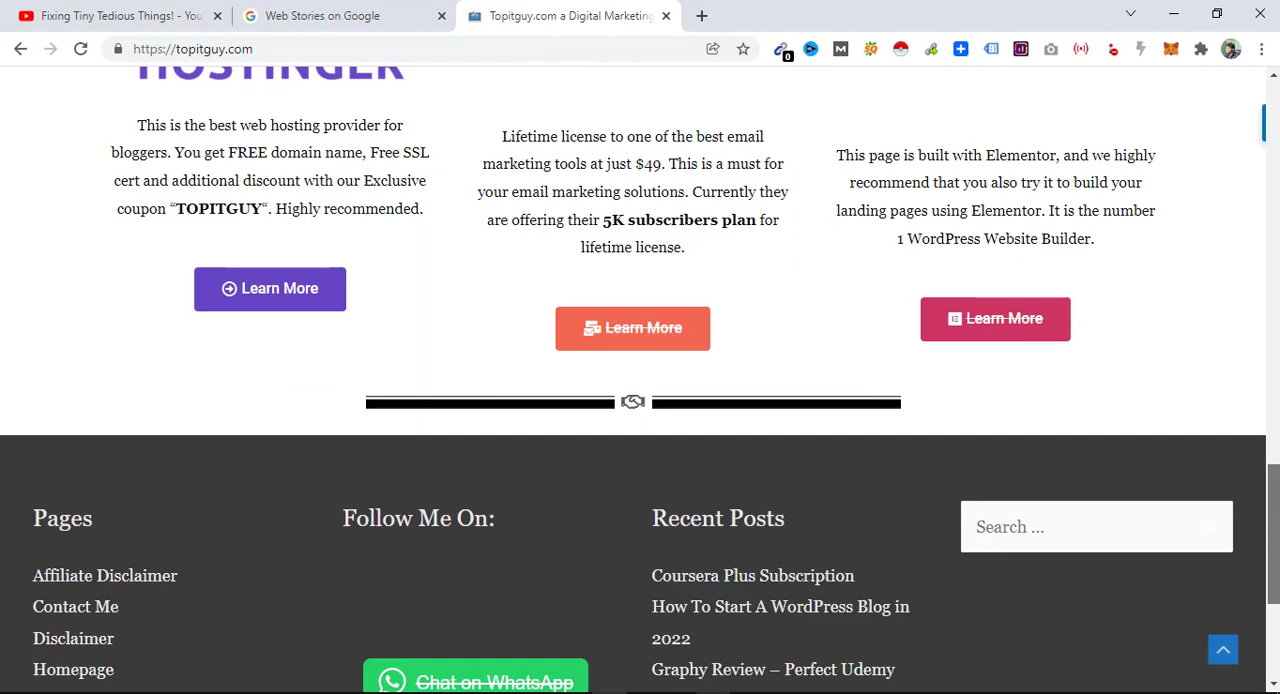 Fixing Tiny Tedious Things! - You
Web Stories on Google
Topitguy.com a Digital Marketing
https://topitguy.com
0
HOSTINGER
This is the best web hosting provider for
bloggers. You get FREE domain name, Free SSL
cert and additional discount with our Exclusive
coupon “TOPITGUY“. Highly recommended.
Learn More
Lifetime license to one of the best email
marketing tools at just $49. This is a must for
your email marketing solutions. Currently they
are offering their 5K subscribers plan for
lifetime license.
Learn More
This page is built with Elementor, and we highly
recommend that you also try it to build your
landing pages using Elementor. It is the number
1 WordPress Website Builder.
Learn More
Pages
Affiliate Disclaimer
Contact Me
Disclaimer
Homepage
Follow Me On:
Chat on WhatsApp
Recent Posts
Coursera Plus Subscription
How To Start A WordPress Blog in
2022
Graphy Review – Perfect Udemy
Search ...